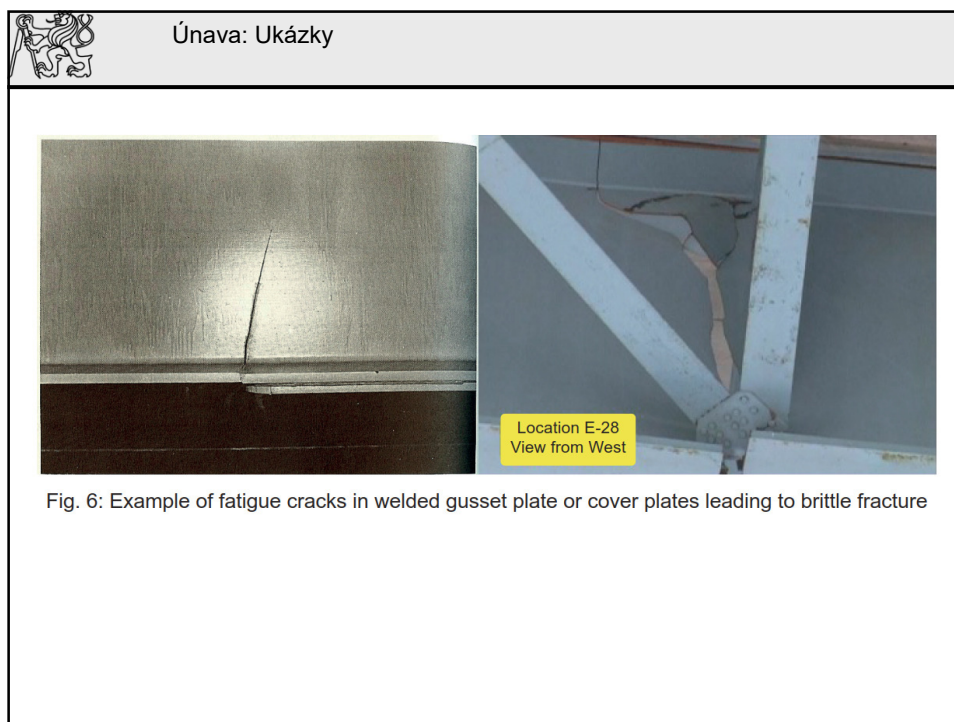 Únava: Ukázky
Location E-28
View from West
Fig. 6: Example of fatigue cracks in welded gusset plate or cover plates leading to brittle fracture